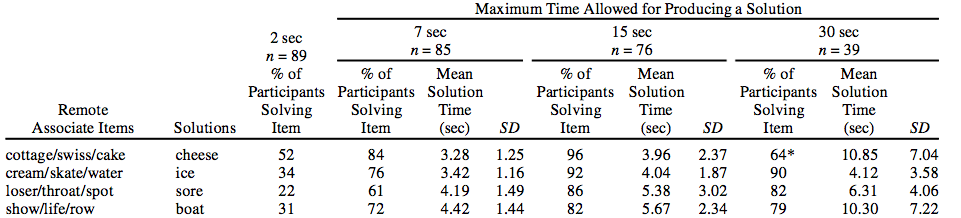 Maximum Time Allowed for Producing a Solution
2 sec 7 sec 15 sec 30 sec
n = 89 n = 85 n = 76 n = 39
% of % of Mean % of Mean % of Mean
Participants Participants Solution Participants Solution Participants Solution
Remote Solving Solving Time Solving Time Solving Time
Associate Items Solutions Item Item (sec) SD Item (sec) SD Item (sec) SD
cottage/swiss/cake cheese 52 84 3.28 1.25 96 3.96 2.37 64* 10.85 7.04
cream/skate/water ice 34 76 3.42 1.16 92 4.04 1.87 90 4.12 3.58
loser/throat/spot sore 22 61 4.19 1.49 86 5.38 3.02 82 6.31 4.06
show/life/row boat 31 72 4.42 1.44 82 5.67 2.34 79 10.30 7.22